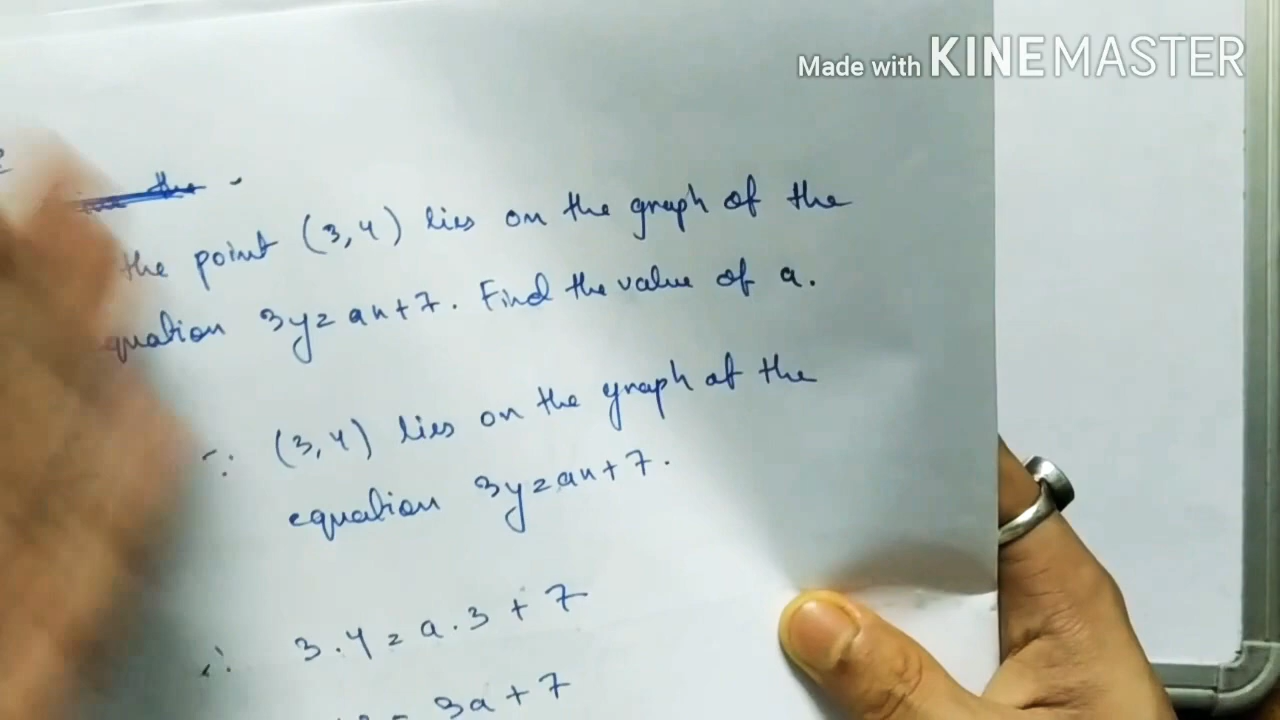 Made with KINEMASTER
the point (3,4) lies on the graph of the
equation 3y=ax+7. Find the value of a.
∵ (3,4) lies on the graph of the
equation 3y=ax+7.
∴ 3.4=a.3+7
3a+7